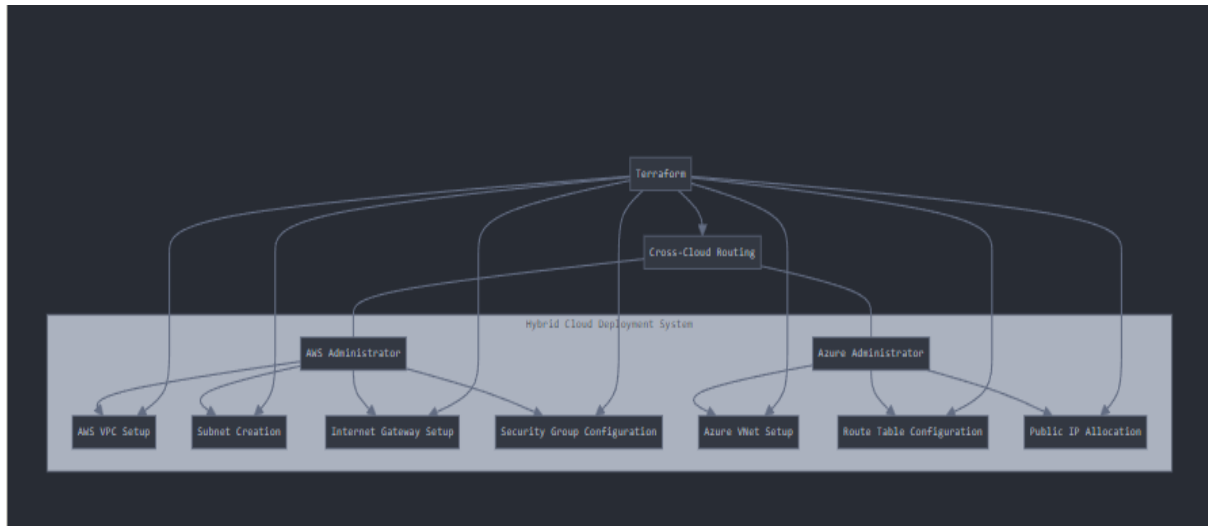 Terraform
Cross-Cloud Routing
Hybrid Cloud Deployment System
AWS Administrator
Azure Administrator
AWS VPC Setup
Subnet Creation
Internet Gateway Setup
Security Group Configuration
Azure VNet Setup
Route Table Configuration
Public IP Allocation